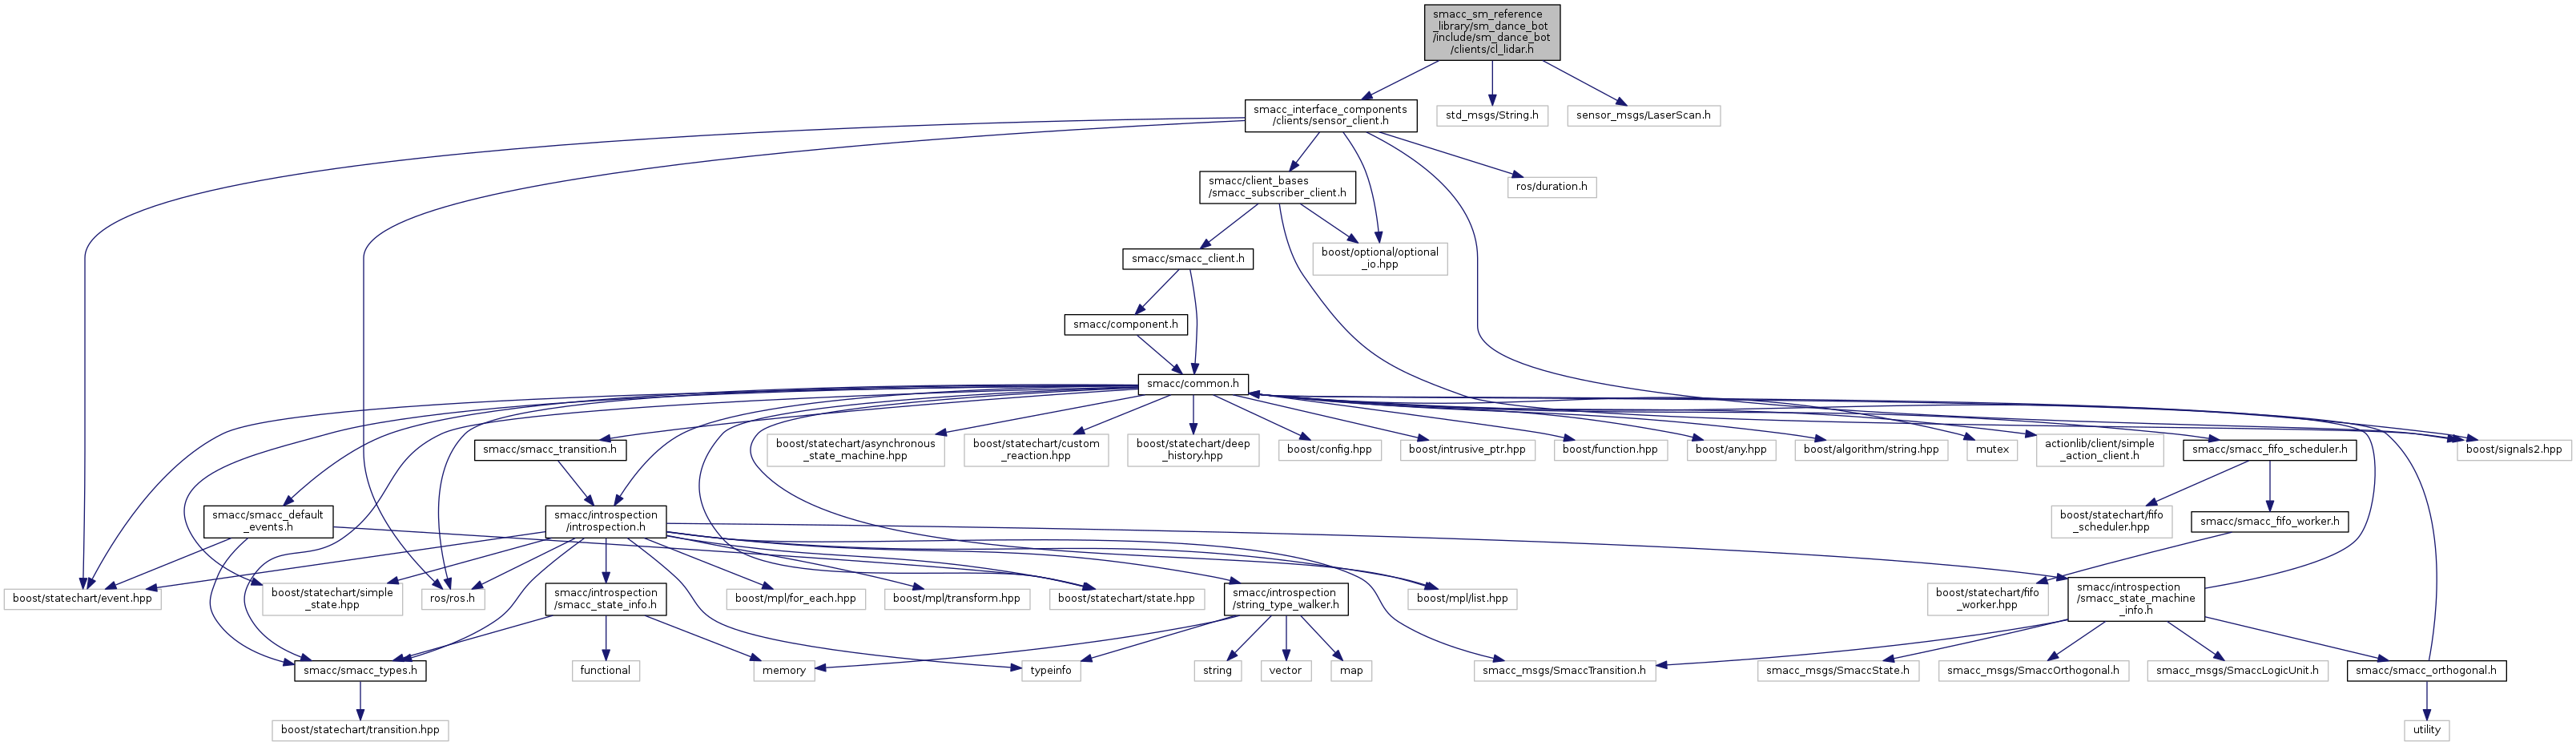 smacc_sm_reference
_library/sm_dance_bot
/include/sm_dance_bot
/clients/cl_lidar.h
smacc_interface_components
/clients/sensor_client.h
std_msgs/String.h
sensor_msgs/LaserScan.h
smacc/client_bases
/smacc_subscriber_client.h
ros/duration.h
smacc/smacc_client.h
boost/optional/optional
_io.hpp
smacc/component.h
smacc/common.h
smacc/smacc_transition.h
boost/statechart/asynchronous
_state_machine.hpp
boost/statechart/custom
_reaction.hpp
boost/statechart/deep
_history.hpp
boost/config.hpp
boost/intrusive_ptr.hpp
boost/function.hpp
boost/any.hpp
boost/algorithm/string.hpp
mutex
actionlib/client/simple
_action_client.h
smacc/smacc_fifo_scheduler.h
boost/signals2.hpp
smacc/smacc_default
_events.h
smacc/introspection
/introspection.h
boost/statechart/fifo
_scheduler.hpp
smacc/smacc_fifo_worker.h
boost/statechart/event.hpp
boost/statechart/simple
_state.hpp
ros/ros.h
smacc/introspection
/smacc_state_info.h
boost/mpl/for_each.hpp
boost/mpl/transform.hpp
boost/statechart/state.hpp
smacc/introspection
/string_type_walker.h
boost/mpl/list.hpp
boost/statechart/fifo
_worker.hpp
smacc/introspection
/smacc_state_machine
_info.h
smacc/smacc_types.h
functional
memory
typeinfo
string
vector
map
smacc_msgs/SmaccTransition.h
smacc_msgs/SmaccState.h
smacc_msgs/SmaccOrthogonal.h
smacc_msgs/SmaccLogicUnit.h
smacc/smacc_orthogonal.h
boost/statechart/transition.hpp
utility